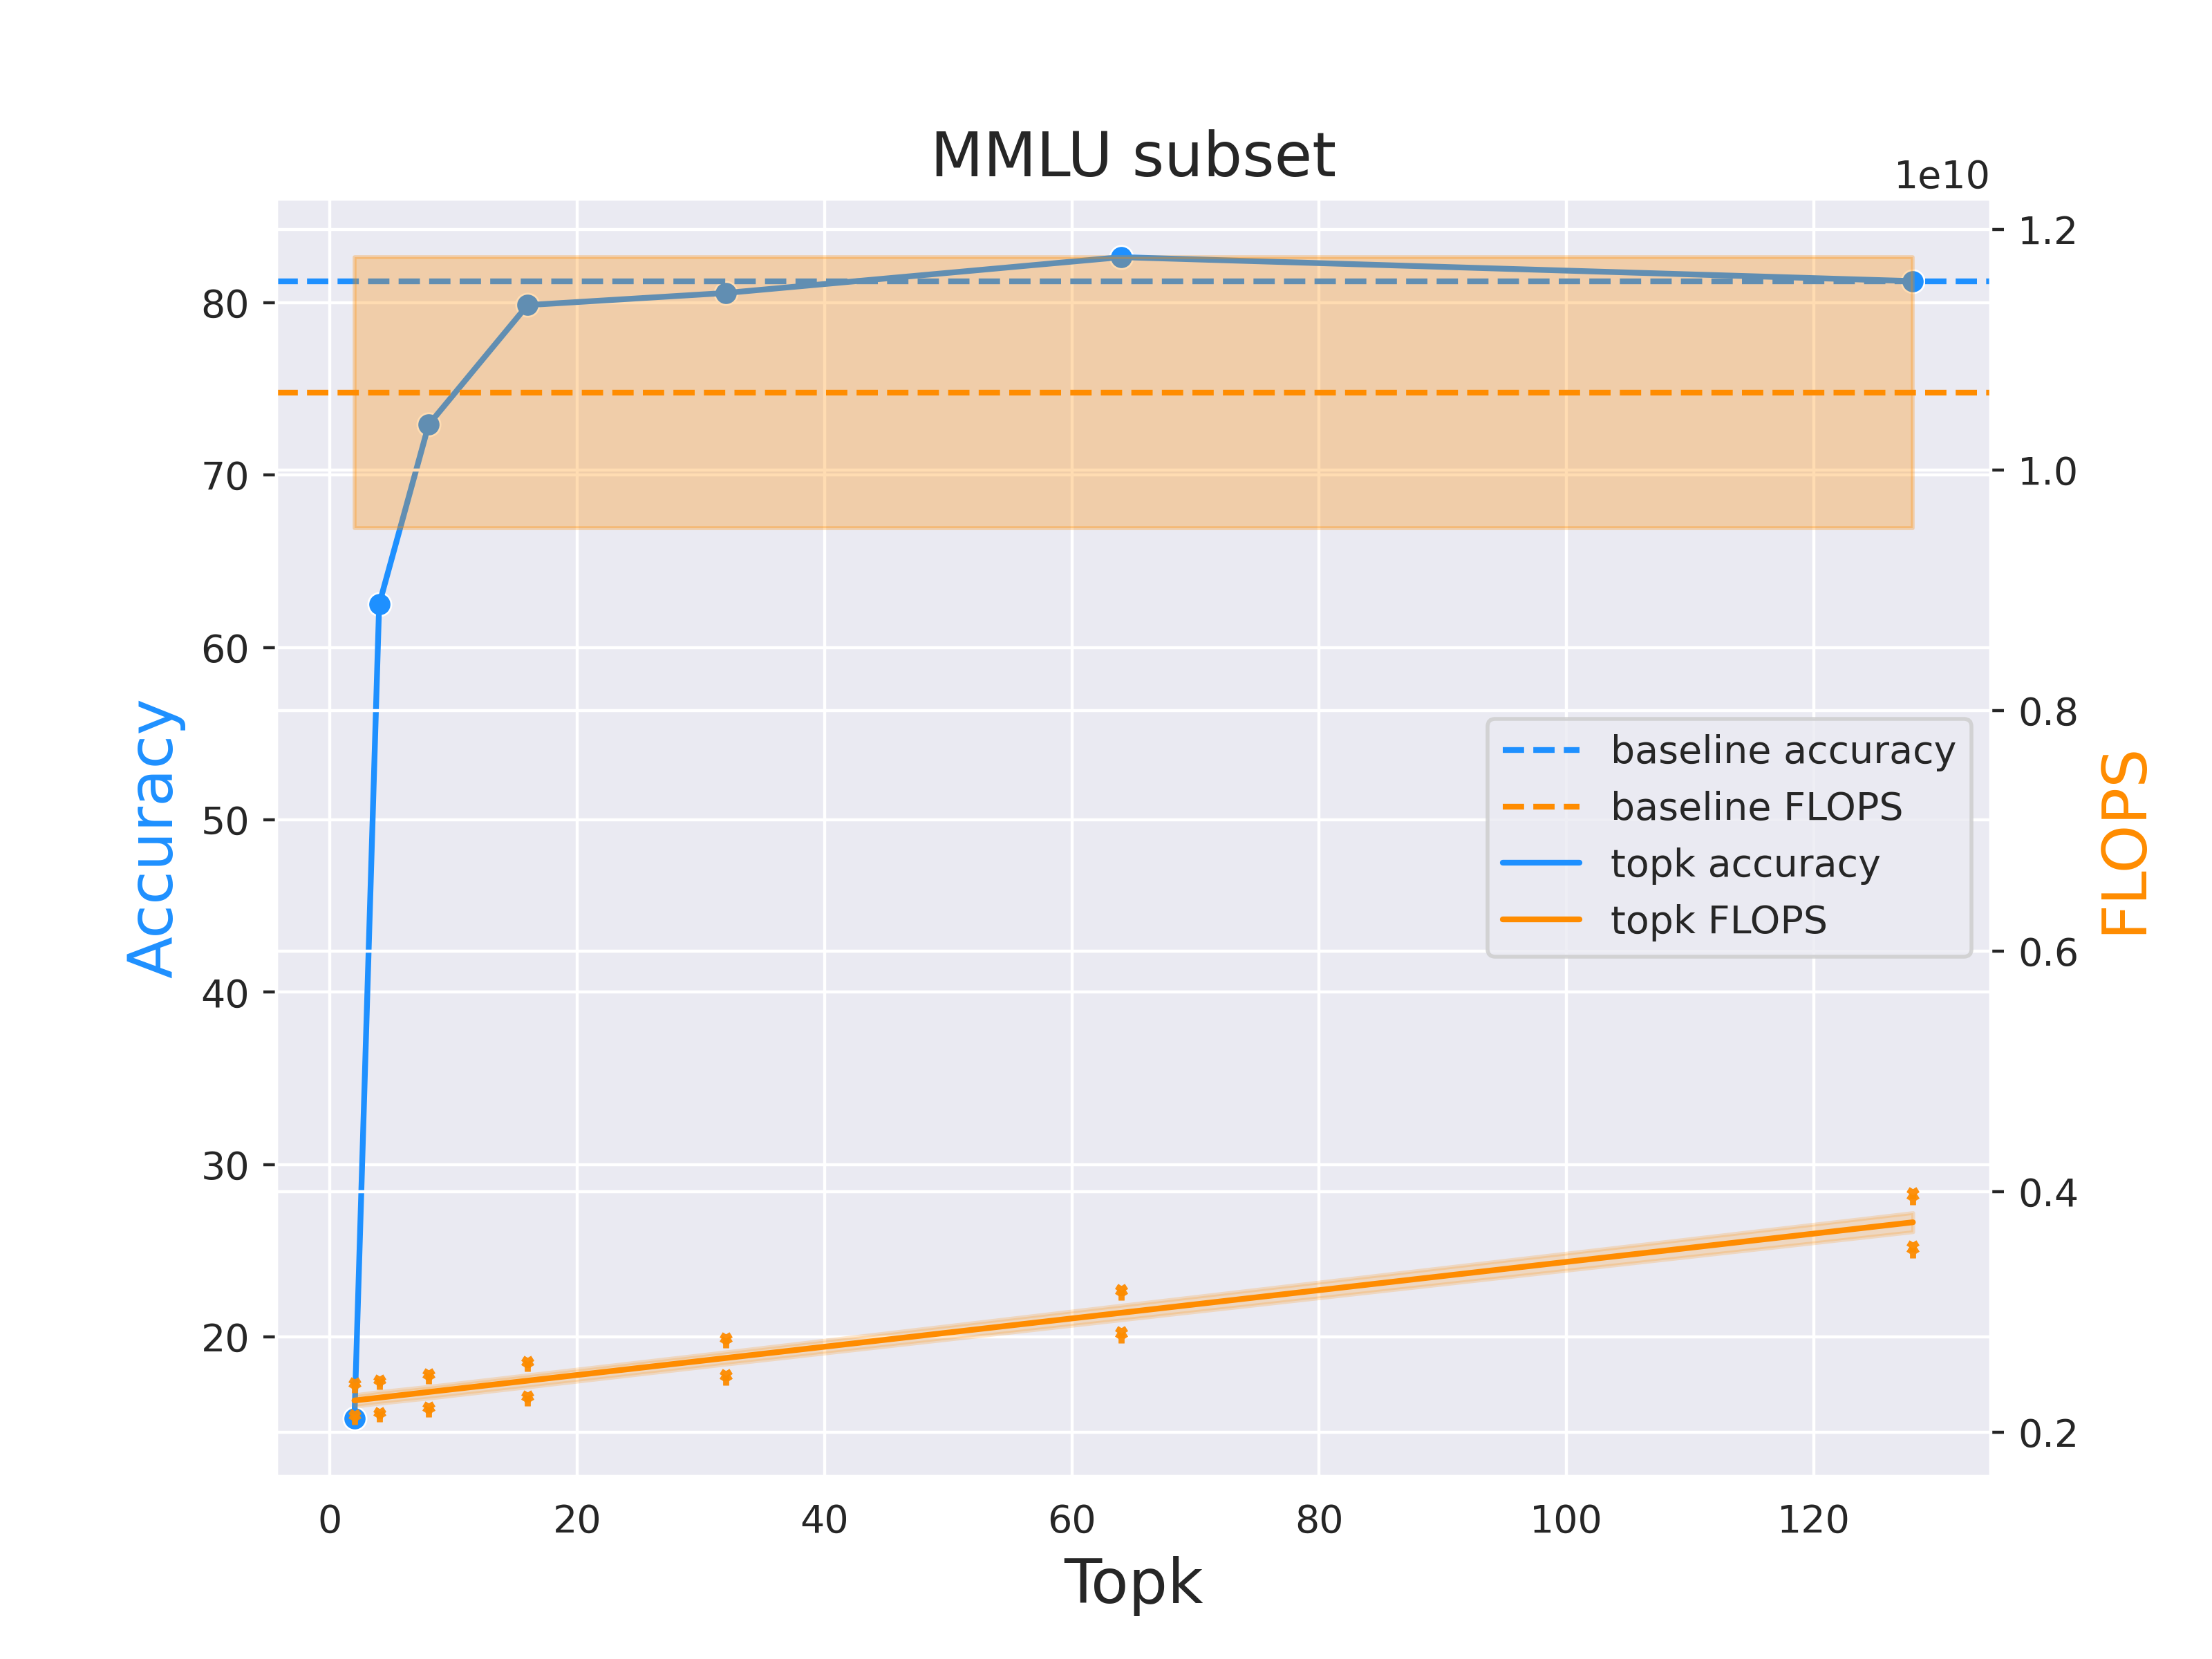 MMLU subset
1e10
80
70
60
50
40
30
20
Accuracy
1.2
1.0
0.8
0.6
0.4
0.2
FLOPS
baseline accuracy
baseline FLOPS
topk accuracy
topk FLOPS
0 20 40 60 80 100 120
Topk